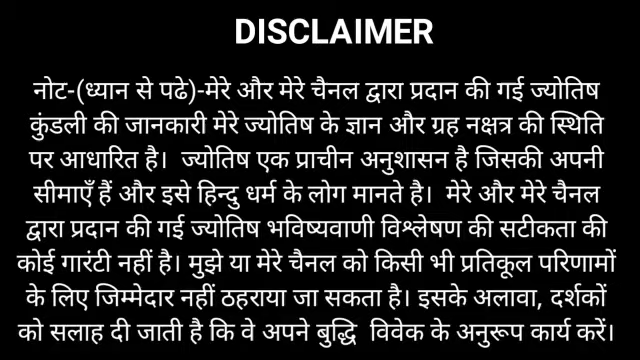 DISCLAIMER
नोट-(ध्यान से पढे)-मेरे और मेरे चैनल द्वारा प्रदान की गई ज्योतिष
कुंडली की जानकारी मेरे ज्योतिष के ज्ञान और ग्रह नक्षत्र की स्थिति
पर आधारित है। ज्योतिष एक प्राचीन अनुशासन है जिसकी अपनी
सीमाएँ हैं और इसे हिन्दु धर्म के लोग मानते है। मेरे और मेरे चैनल
द्वारा प्रदान की गई ज्योतिष भविष्यवाणी विश्लेषण की सटीकता की
कोई गारंटी नहीं है। मुझे या मेरे चैनल को किसी भी प्रतिकूल परिणामों
के लिए जिम्मेदार नहीं ठहराया जा सकता है। इसके अलावा, दर्शकों
को सलाह दी जाती है कि वे अपने बुद्धि विवेक के अनुरूप कार्य करें।